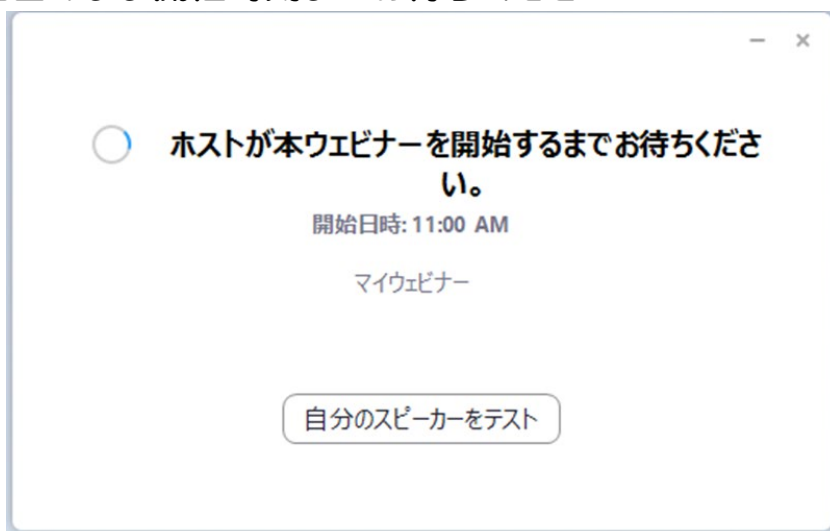 ホストが本ウェビナーを開始するまでお待ちくださ
い。
開始日時: 11:00 AM
マイウェビナー
自分のスピーカーをテスト